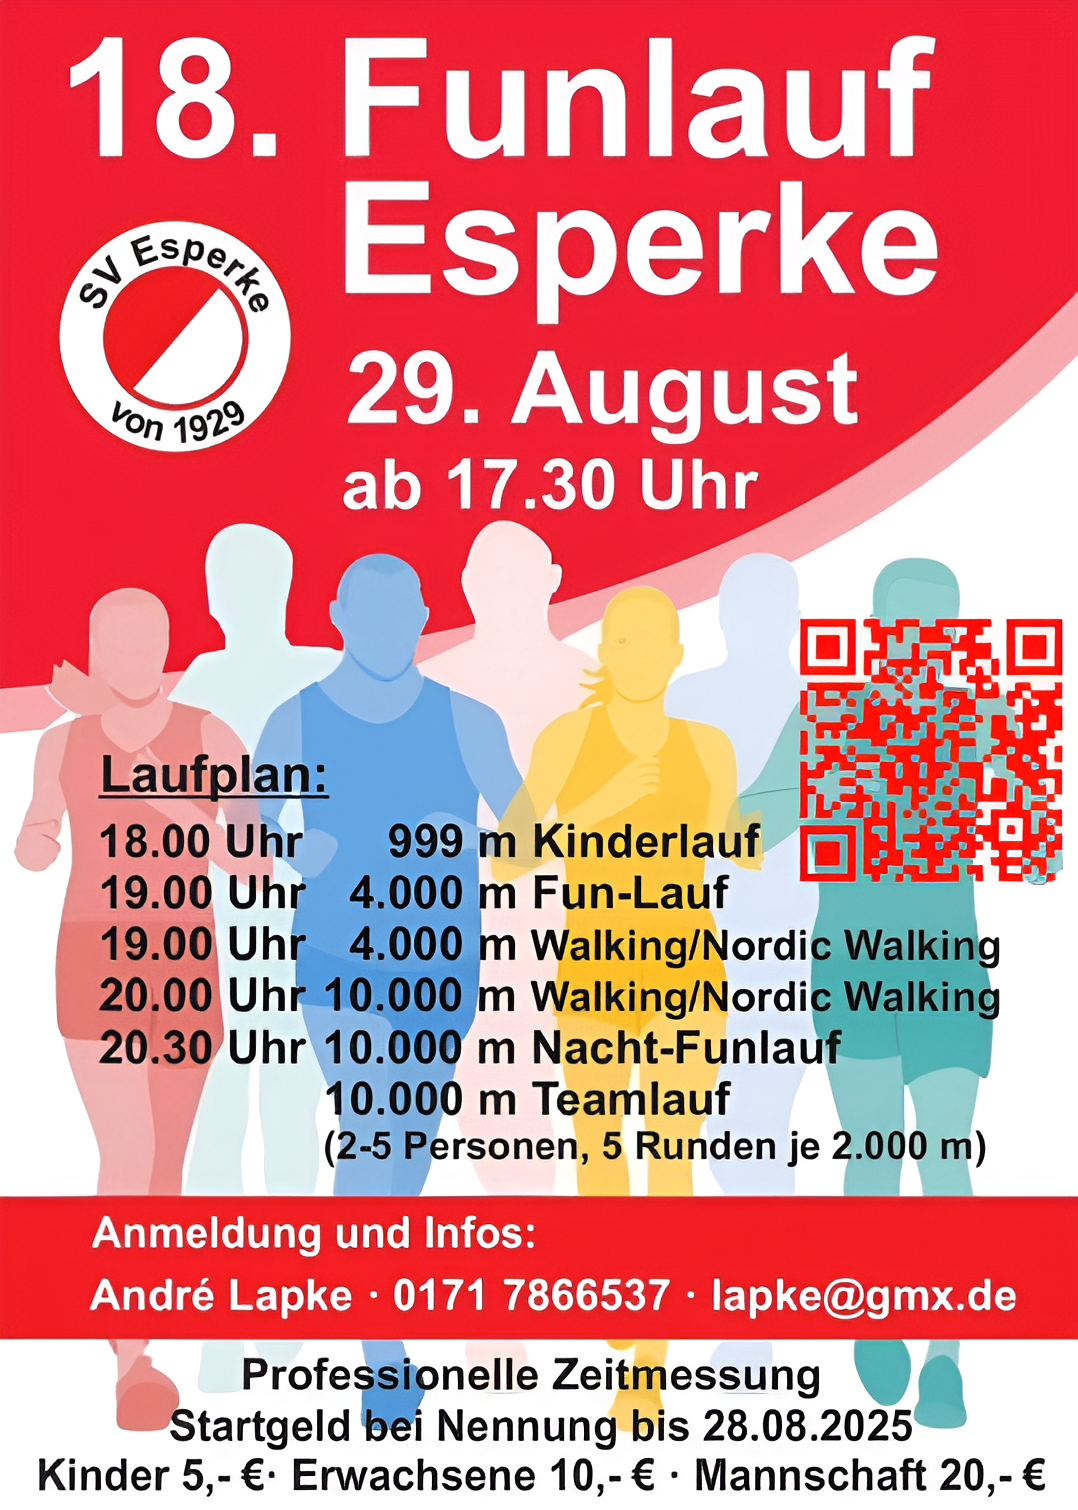 18. Funlauf
Esperke
SV Esperke
von 1929
29. August
ab 17.30 Uhr
Laufplan:
18.00 Uhr 999 m Kinderlauf
19.00 Uhr 4.000 m Fun-Lauf
19.00 Uhr 4.000 m Walking/Nordic Walking
20.00 Uhr 10.000 m Walking/Nordic Walking
20.30 Uhr 10.000 m Nacht-Funlauf
10.000 m Teamlauf
(2-5 Personen, 5 Runden je 2.000 m)
Anmeldung und Infos:
André Lapke · 0171 7866537 · lapke@gmx.de
Professionelle Zeitmessung
Startgeld bei Nennung bis 28.08.2025
Kinder 5,- €· Erwachsene 10,- € · Mannschaft 20,- €